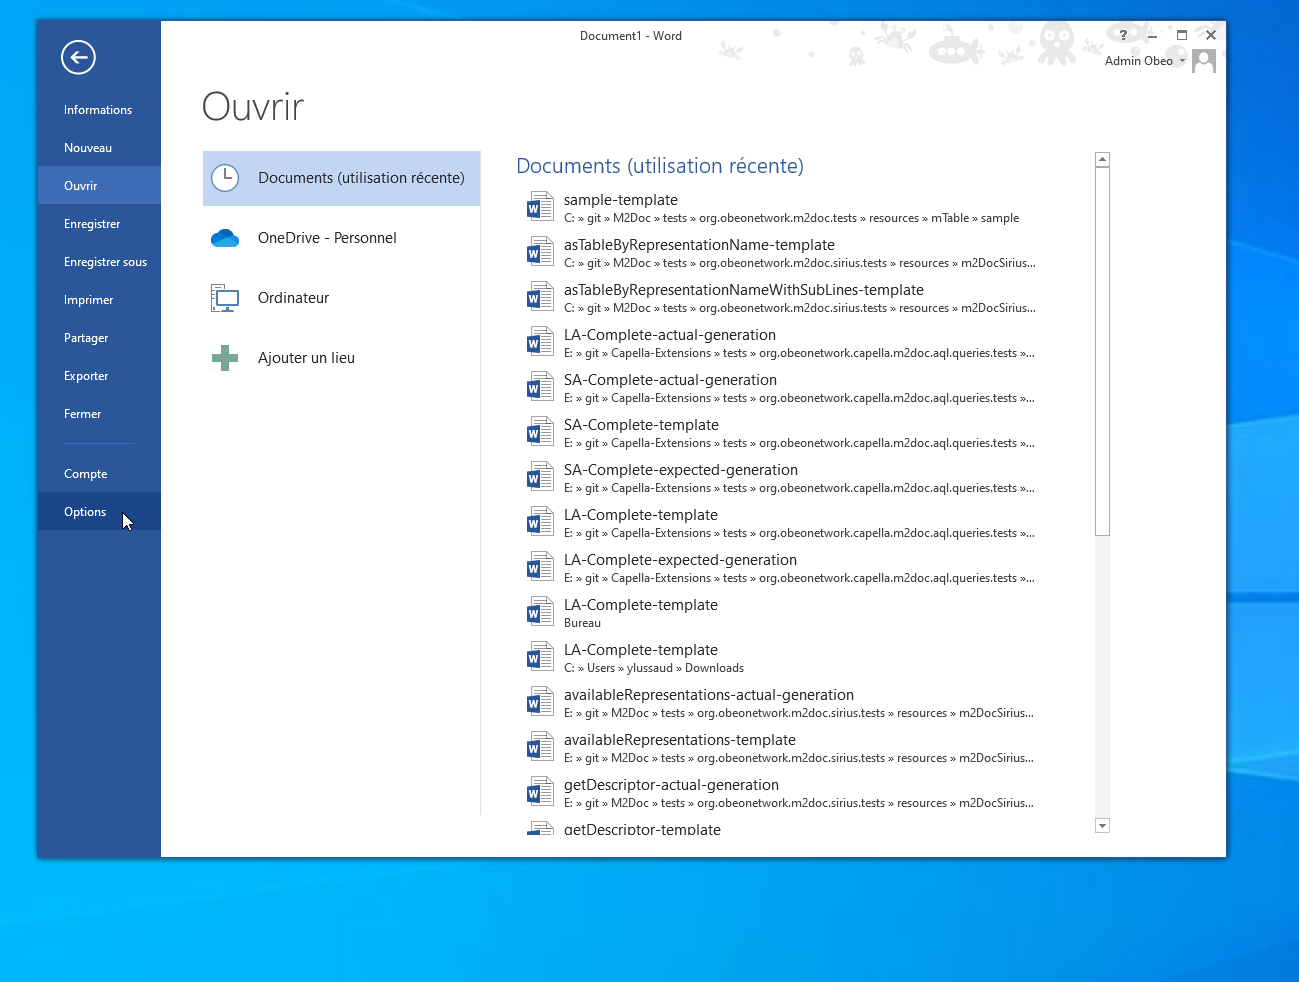 Document1 - Word
?
Admin Obeo
Informations
Nouveau
Ouvrir
Enregistrer
Enregistrer sous
Imprimer
Partager
Exporter
Fermer
Compte
Options
Ouvrir
Documents (utilisation récente)
OneDrive - Personnel
Ordinateur
Ajouter un lieu
Documents (utilisation récente)
sample-template
C: » git » M2Doc » tests » org.obeonetwork.m2doc.tests » resources » mTable » sample
asTableByRepresentationName-template
C: » git » M2Doc » tests » org.obeonetwork.m2doc.sirius.tests » resources » m2DocSirius...
asTableByRepresentationNameWithSubLines-template
C: » git » M2Doc » tests » org.obeonetwork.m2doc.sirius.tests » resources » m2DocSirius...
LA-Complete-actual-generation
E: » git » Capella-Extensions » tests » org.obeonetwork.capella.m2doc.aql.queries.tests »...
SA-Complete-actual-generation
E: » git » Capella-Extensions » tests » org.obeonetwork.capella.m2doc.aql.queries.tests »...
SA-Complete-template
E: » git » Capella-Extensions » tests » org.obeonetwork.capella.m2doc.aql.queries.tests »...
SA-Complete-expected-generation
E: » git » Capella-Extensions » tests » org.obeonetwork.capella.m2doc.aql.queries.tests »...
LA-Complete-template
E: » git » Capella-Extensions » tests » org.obeonetwork.capella.m2doc.aql.queries.tests »...
LA-Complete-expected-generation
E: » git » Capella-Extensions » tests » org.obeonetwork.capella.m2doc.aql.queries.tests »...
LA-Complete-template
Bureau
LA-Complete-template
C: » Users » ylussaud » Downloads
availableRepresentations-actual-generation
E: » git » M2Doc » tests » org.obeonetwork.m2doc.sirius.tests » resources » m2DocSirius...
availableRepresentations-template
E: » git » M2Doc » tests » org.obeonetwork.m2doc.sirius.tests » resources » m2DocSirius...
getDescriptor-actual-generation
E: » git » M2Doc » tests » org.obeonetwork.m2doc.sirius.tests » resources » m2DocSirius...
getDescriptor-template